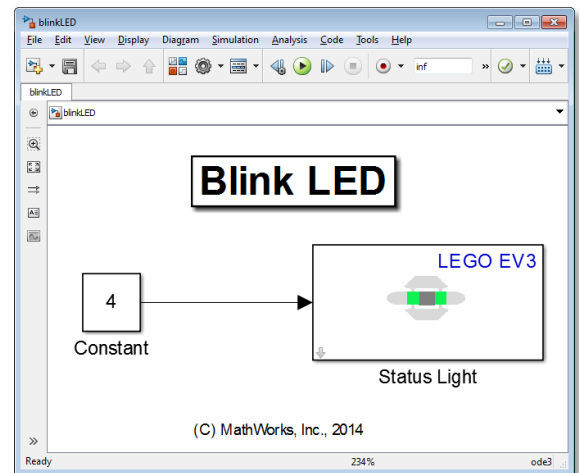 blinkLED
File Edit View Display Diagram Simulation Analysis Code Tools Help
inf »
blinkLED
blinkLED
Blink LED
LEGO EV3
4
Constant
Status Light
(C) MathWorks, Inc., 2014
»
Ready 234% ode3